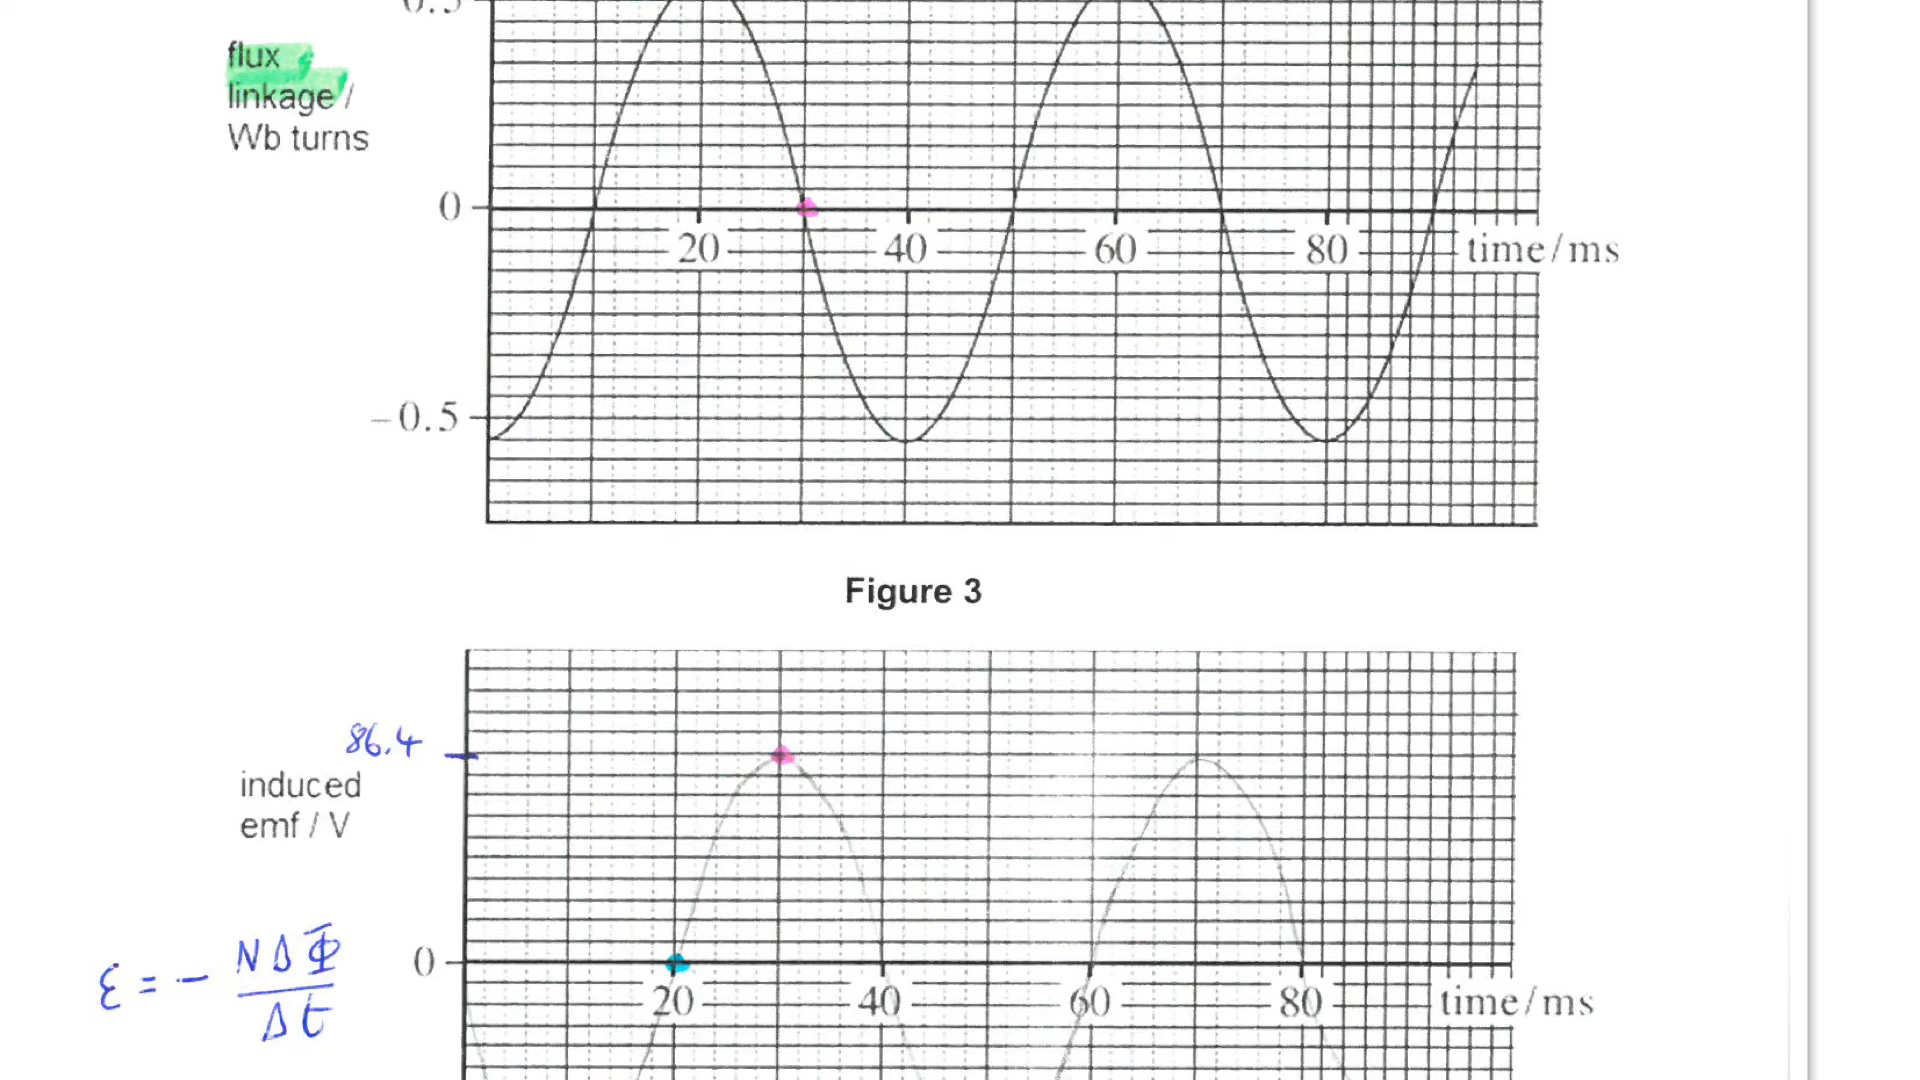 0.5
flux
linkage /
Wb turns
0
20 40 60 80 time/ms
−0.5
Figure 3
86.4
induced
emf / V
ε = − NΔΦ
Δt
0
20 40 60 80 time/ms